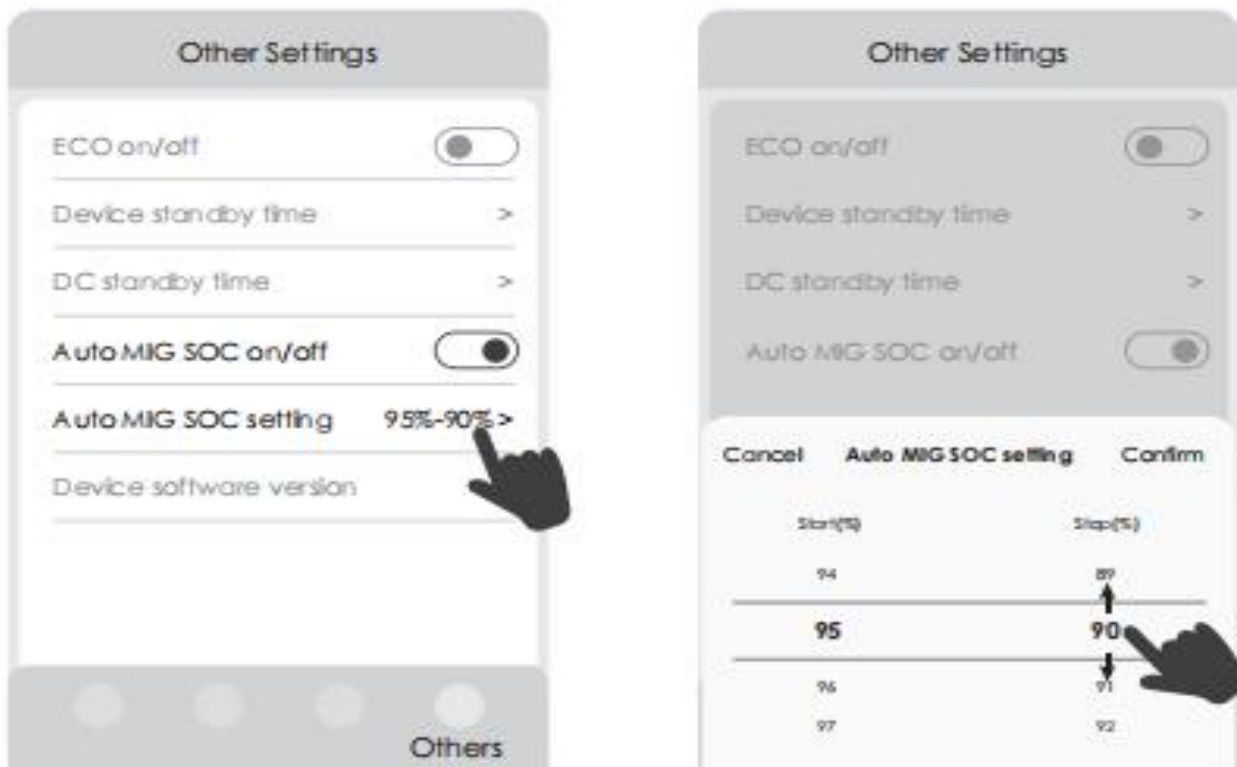 Other Settings
ECO on/off
Device standby time >
DC standby time >
Auto MIG SOC on/off
Auto MIG SOC setting 95%-90% >
Device software version
Others
Other Settings
ECO on/off
Device standby time >
DC standby time >
Auto MIG SOC on/off
Cancel Auto MIG SOC setting Confirm
Start(%) Stop(%)
94 89
95 90
96 91
97 92